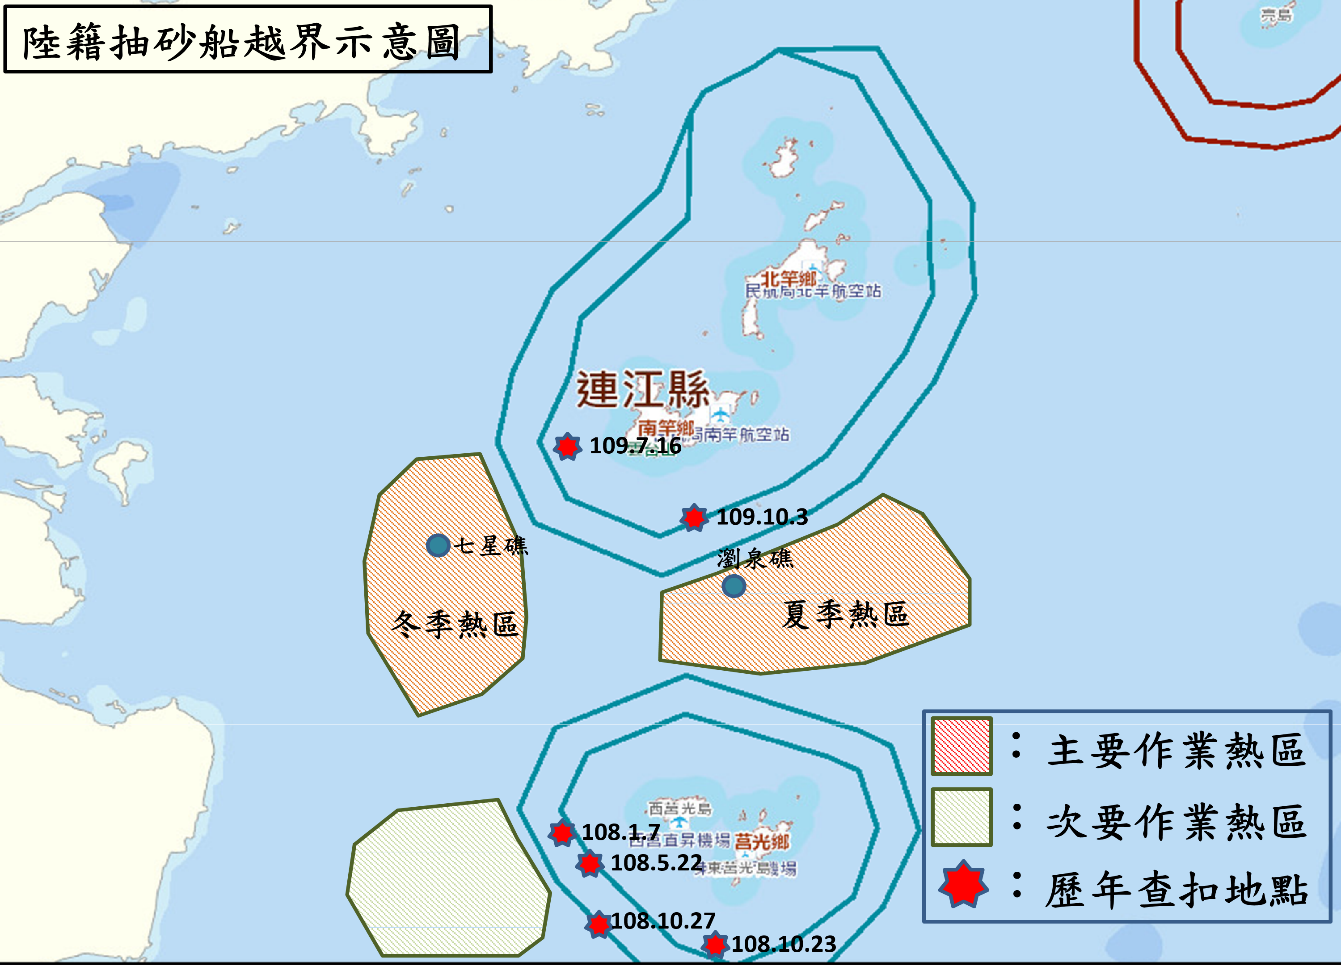 陸籍抽砂船越界示意圖
亮島
北竿鄉
民航局北竿航空站
連江縣
南竿鄉
局南竿航空站
雲台山
109.7.16
109.10.3
七星礁
瀏泉礁
冬季熱區
夏季熱區
西莒光島
108.1.7
西莒直昇機場
莒光鄉
108.5.22
東莒光島
機場
108.10.27
108.10.23
：主要作業熱區
：次要作業熱區
：歷年查扣地點